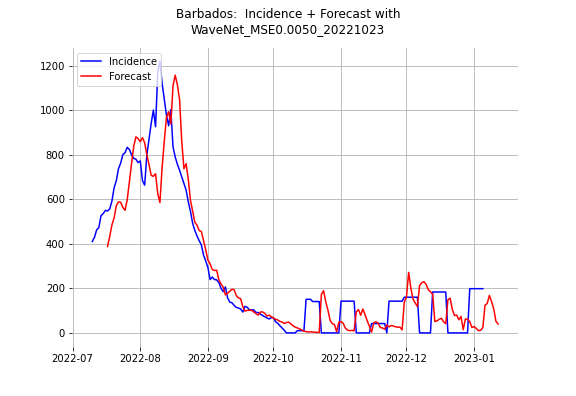 Barbados:  Incidence + Forecast with
WaveNet_MSE0.0050_20221023
Incidence
Forecast
1200
1000
800
600
400
200
0
2022-07 2022-08 2022-09 2022-10 2022-11 2022-12 2023-01